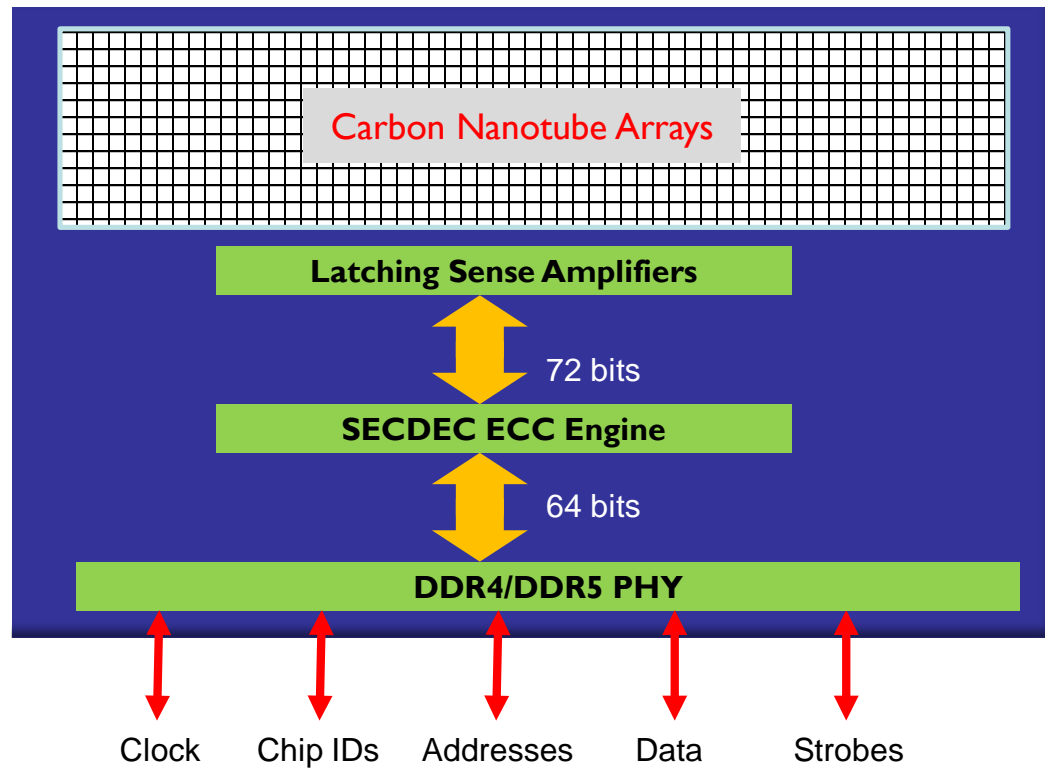 Carbon Nanotube Arrays
Latching Sense Amplifiers
72 bits
SECDEC ECC Engine
64 bits
DDR4/DDR5 PHY
Clock Chip IDs Addresses Data Strobes